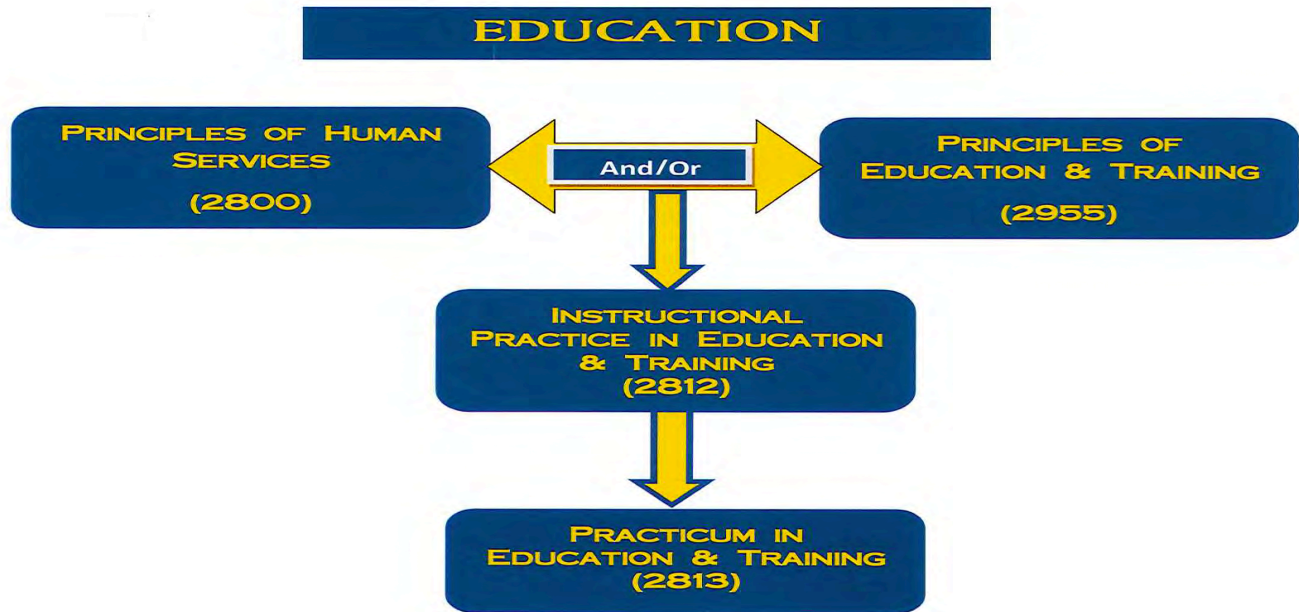 EDUCATION
PRINCIPLES OF HUMAN
SERVICES
(2800)
And/Or
PRINCIPLES OF
EDUCATION & TRAINING
(2955)
INSTRUCTIONAL
PRACTICE IN EDUCATION
& TRAINING
(2812)
PRACTICUM IN
EDUCATION & TRAINING
(2813)